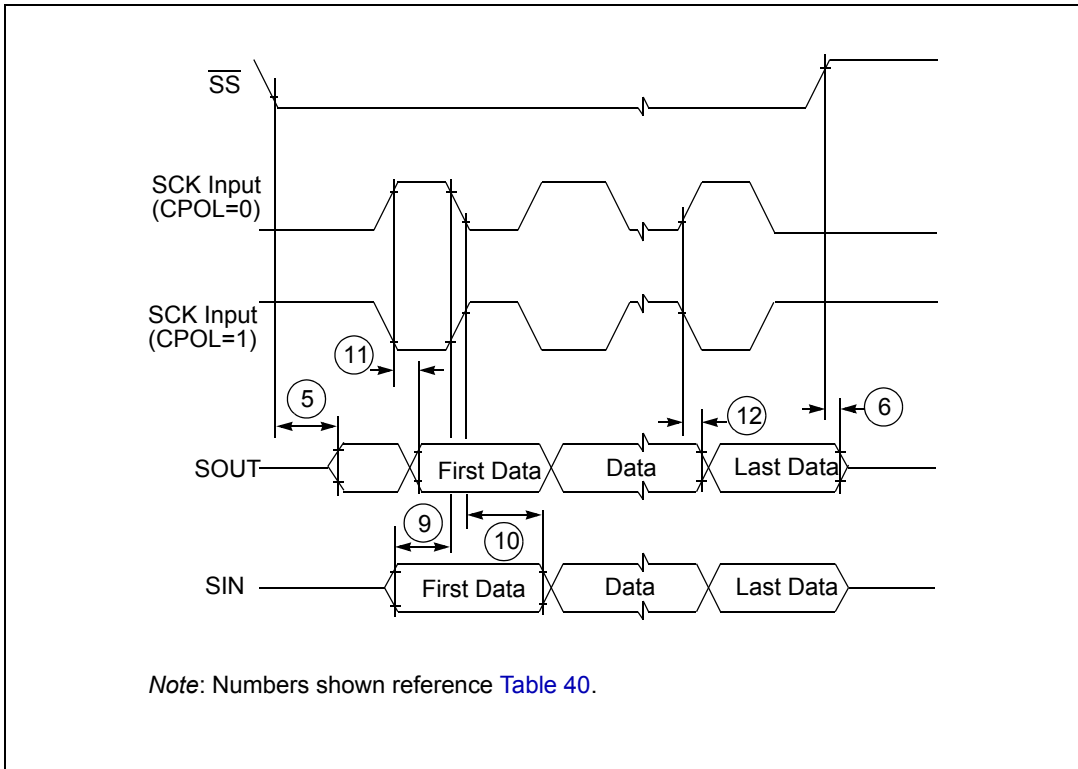 SS
SCK Input
(CPOL=0)
SCK Input
(CPOL=1)
11
5
12
6
SOUT
First Data
Data
Last Data
9
10
SIN
First Data
Data
Last Data
Note: Numbers shown reference Table 40.